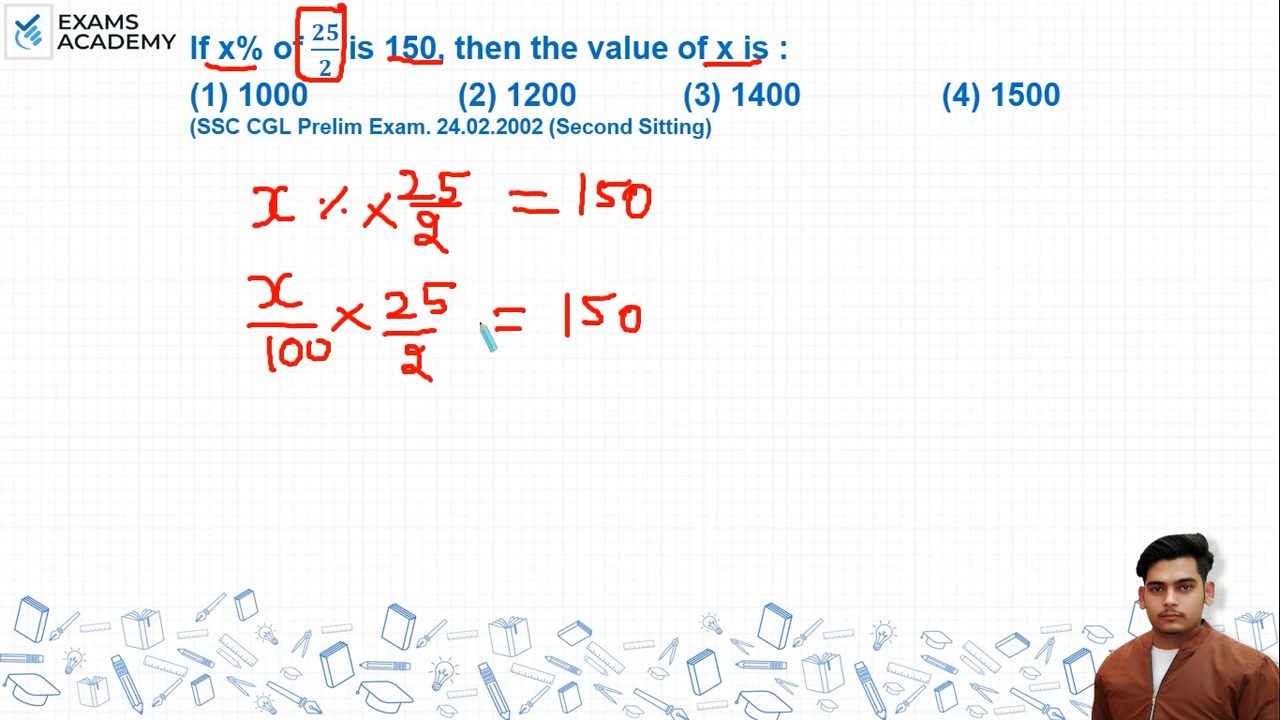 EXAMS
ACADEMY
If x% of 25/2 is 150, then the value of x is :
(1) 1000 (2) 1200 (3) 1400 (4) 1500
(SSC CGL Prelim Exam. 24.02.2002 (Second Sitting)
x % × 25/2 = 150
x/100 × 25/2 = 150